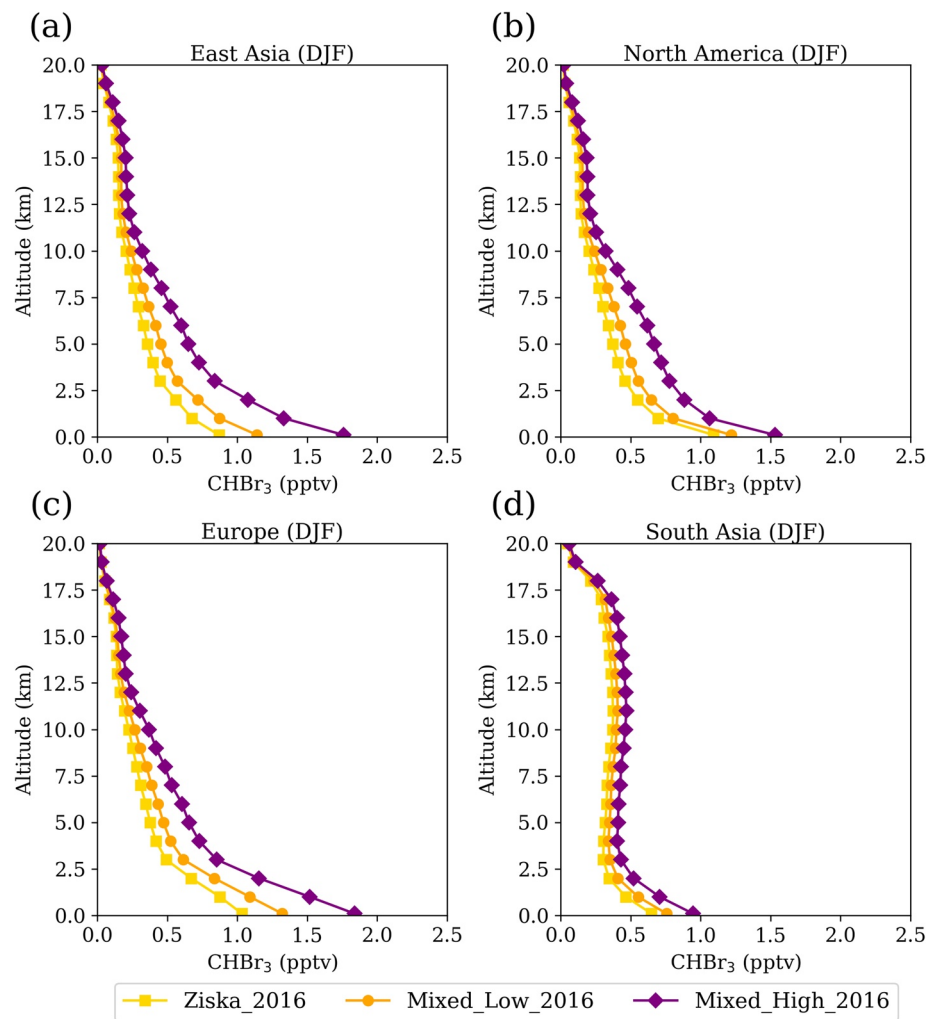 (a)
East Asia (DJF)
20.0
17.5
15.0
12.5
10.0
7.5
5.0
2.5
0.0
Altitude (km)
0.0 0.5 1.0 1.5 2.0 2.5
CHBr₃ (pptv)
(b)
North America (DJF)
20.0
17.5
15.0
12.5
10.0
7.5
5.0
2.5
0.0
Altitude (km)
0.0 0.5 1.0 1.5 2.0 2.5
CHBr₃ (pptv)
(c)
Europe (DJF)
20.0
17.5
15.0
12.5
10.0
7.5
5.0
2.5
0.0
Altitude (km)
0.0 0.5 1.0 1.5 2.0 2.5
CHBr₃ (pptv)
(d)
South Asia (DJF)
20.0
17.5
15.0
12.5
10.0
7.5
5.0
2.5
0.0
Altitude (km)
0.0 0.5 1.0 1.5 2.0 2.5
CHBr₃ (pptv)
Ziska_2016 Mixed_Low_2016 Mixed_High_2016